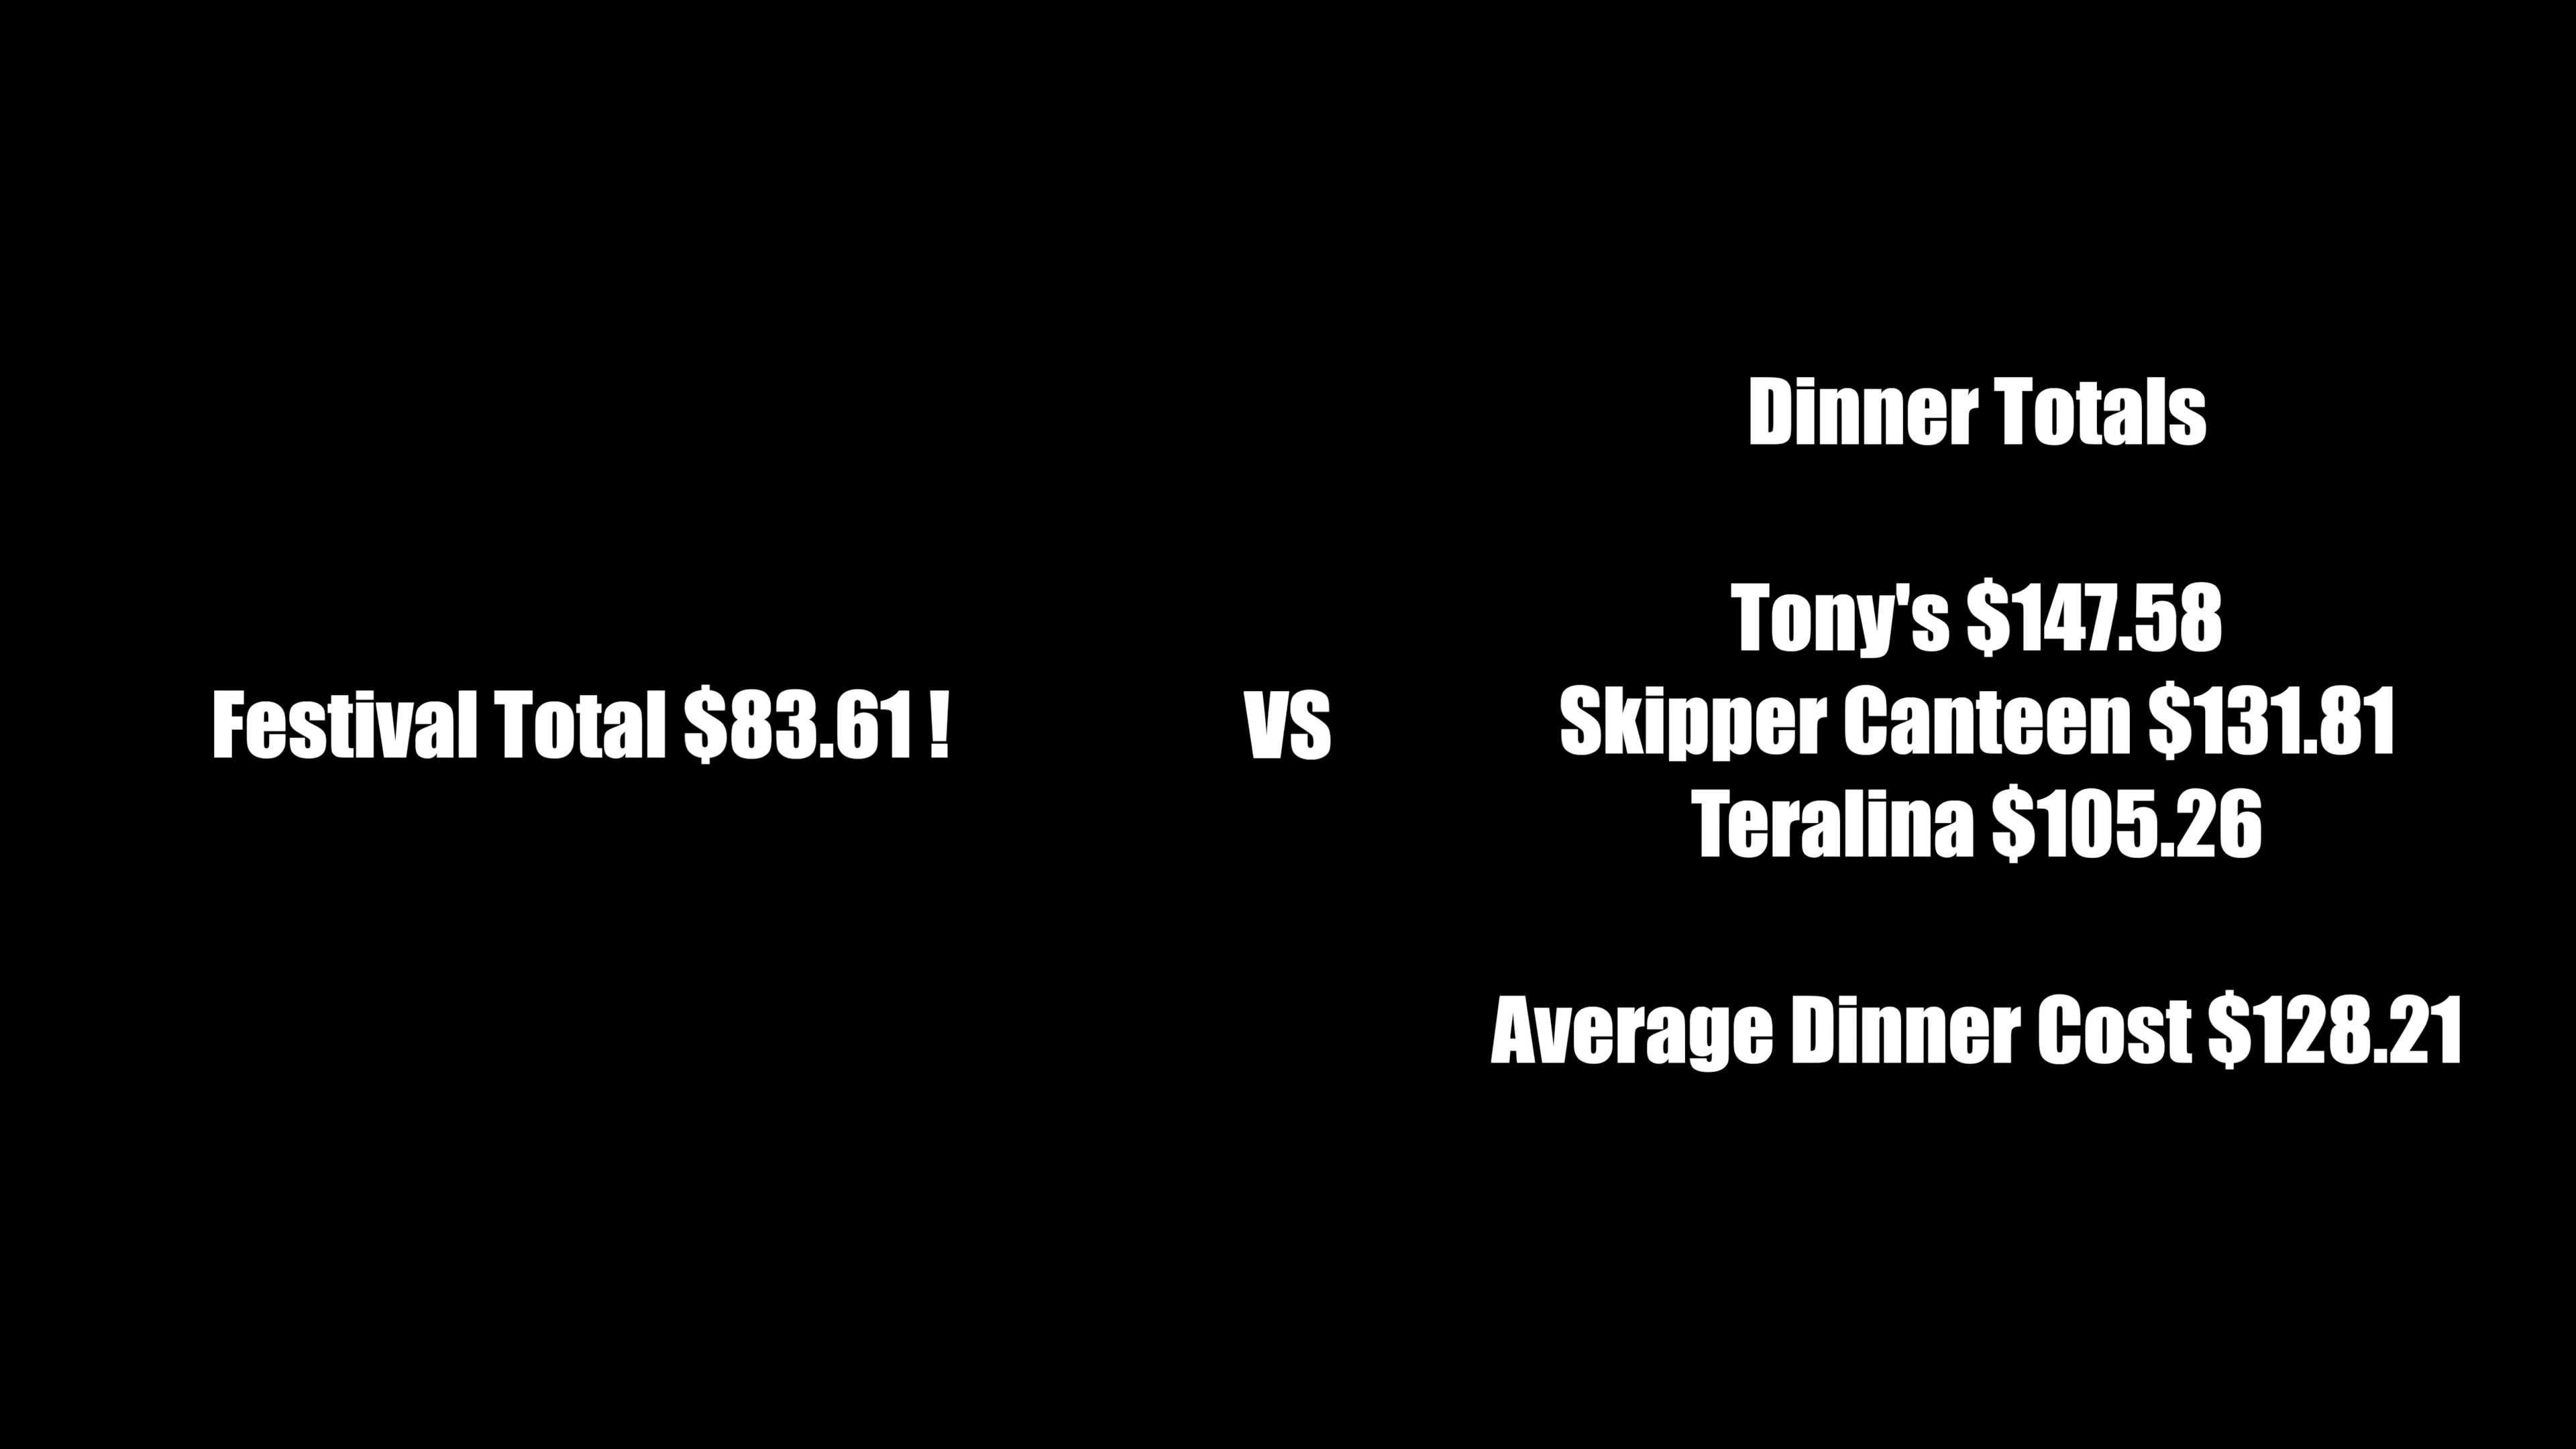 Festival Total $83.61 !
VS
Dinner Totals
Tony's $147.58
Skipper Canteen $131.81
Teralina $105.26
Average Dinner Cost $128.21